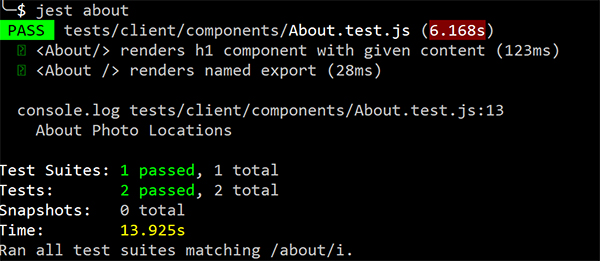 $ jest about
PASS tests/client/components/About.test.js (6.168s)
<About/> renders h1 component with given content (123ms)
<About /> renders named export (28ms)
console.log tests/client/components/About.test.js:13
About Photo Locations
Test Suites: 1 passed, 1 total
Tests: 2 passed, 2 total
Snapshots: 0 total
Time: 13.925s
Ran all test suites matching /about/i.